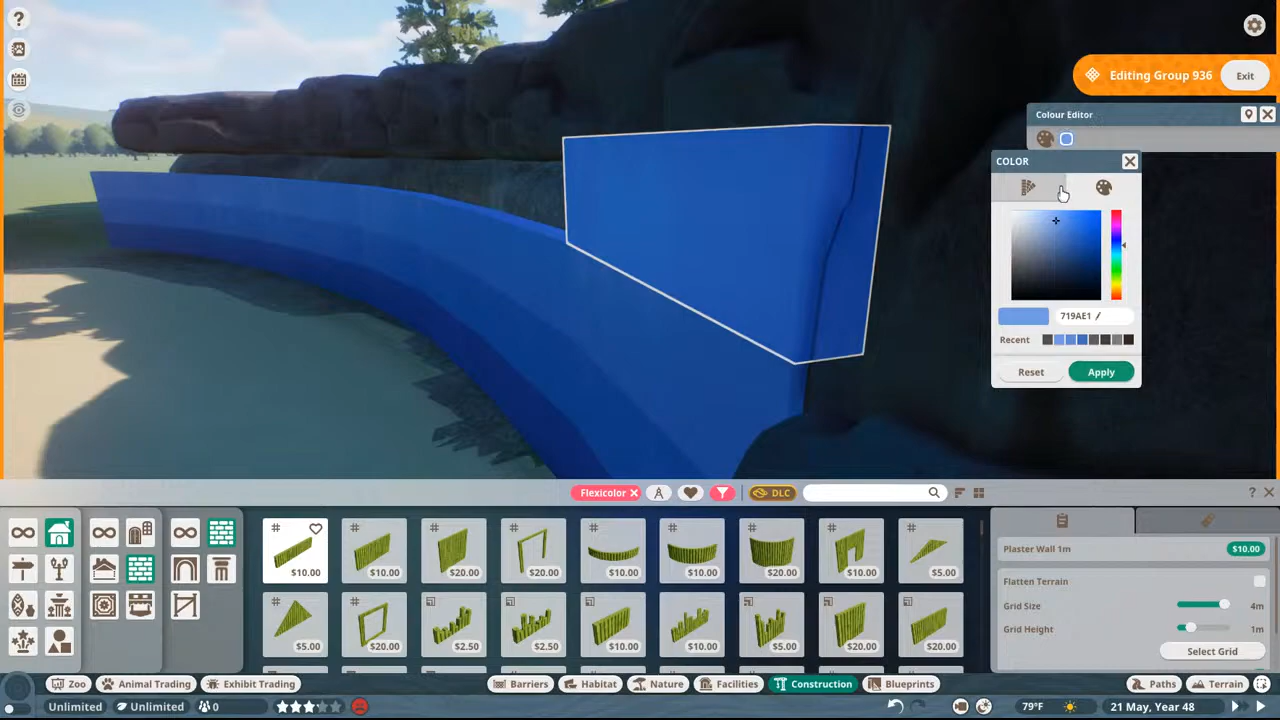 ?
Editing Group 936
Exit
Colour Editor
COLOR
719AE1
Recent
Reset
Apply
Flexicolor
DLC
?
$10.00 $10.00 $20.00 $20.00 $10.00 $10.00 $20.00 $10.00 $5.00
$5.00 $20.00 $2.50 $2.50 $10.00 $10.00 $5.00 $20.00 $20.00
Plaster Wall 1m $10.00
Flatten Terrain
Grid Size 4m
Grid Height 1m
Select Grid
Zoo Animal Trading Exhibit Trading Barriers Habitat Nature Facilities Construction Blueprints Paths Terrain
Unlimited Unlimited 0 79°F 21 May, Year 48